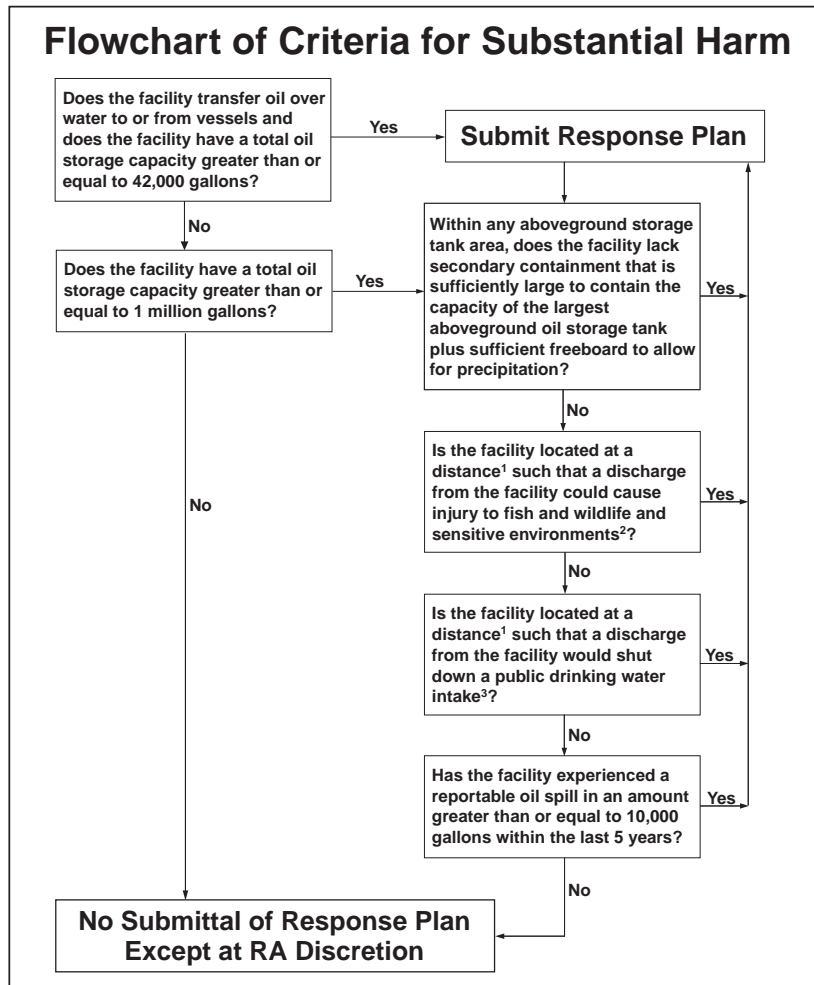 Flowchart of Criteria for Substantial Harm
Does the facility transfer oil over
water to or from vessels and
does the facility have a total oil
storage capacity greater than or
equal to 42,000 gallons?
Yes
Submit Response Plan
No
Does the facility have a total oil
storage capacity greater than or
equal to 1 million gallons?
Yes
Within any aboveground storage
tank area, does the facility lack
secondary containment that is
sufficiently large to contain the
capacity of the largest
aboveground oil storage tank
plus sufficient freeboard to allow
for precipitation?
Yes
No
Is the facility located at a
distance¹ such that a discharge
from the facility could cause
injury to fish and wildlife and
sensitive environments²?
Yes
No
No
Is the facility located at a
distance¹ such that a discharge
from the facility would shut
down a public drinking water
intake³?
Yes
No
Has the facility experienced a
reportable oil spill in an amount
greater than or equal to 10,000
gallons within the last 5 years?
Yes
No
No Submittal of Response Plan
Except at RA Discretion